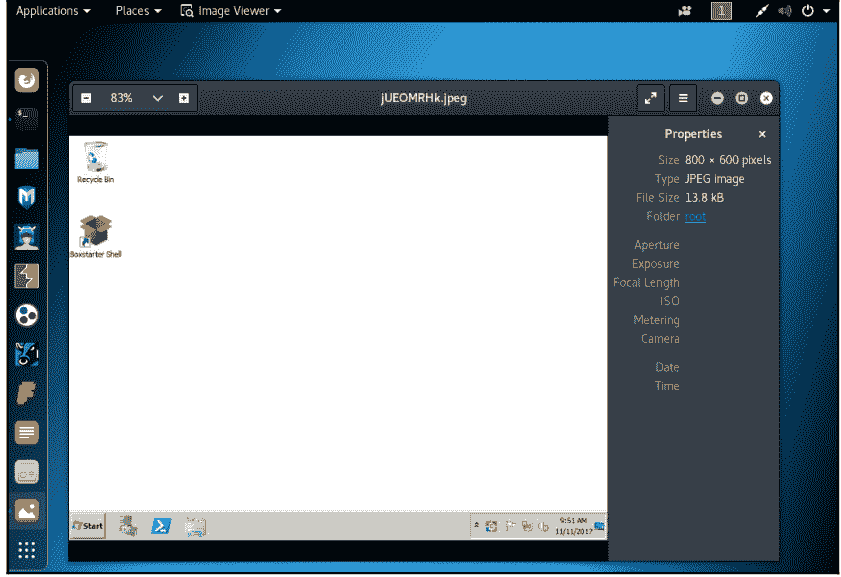 Applications Places Image Viewer 1
83% jUEOMRHk.jpeg
Properties
Size 800 × 600 pixels
Type JPEG image
File Size 13.8 kB
Folder root
Aperture
Exposure
Focal Length
ISO
Metering
Camera
Date
Time
Recycle Bin
Boxstarter Shell
Start
9:51 AM
11/11/2017